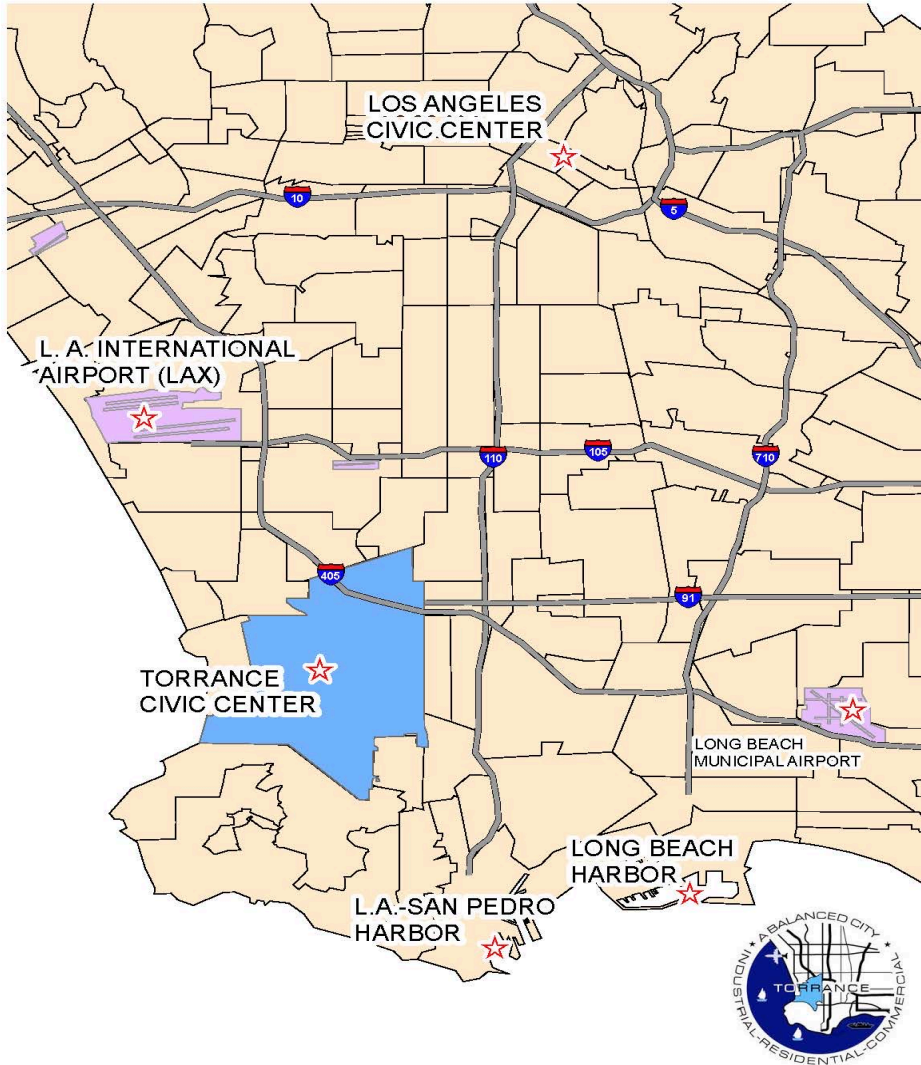 LOS ANGELES
CIVIC CENTER
10
5
L. A. INTERNATIONAL
AIRPORT (LAX)
110
105
710
405
91
TORRANCE
CIVIC CENTER
LONG BEACH
MUNICIPAL AIRPORT
LONG BEACH
HARBOR
L.A.-SAN PEDRO
HARBOR
A BALANCED CITY
TORRANCE
INDUSTRIAL-RESIDENTIAL-COMMERCIAL